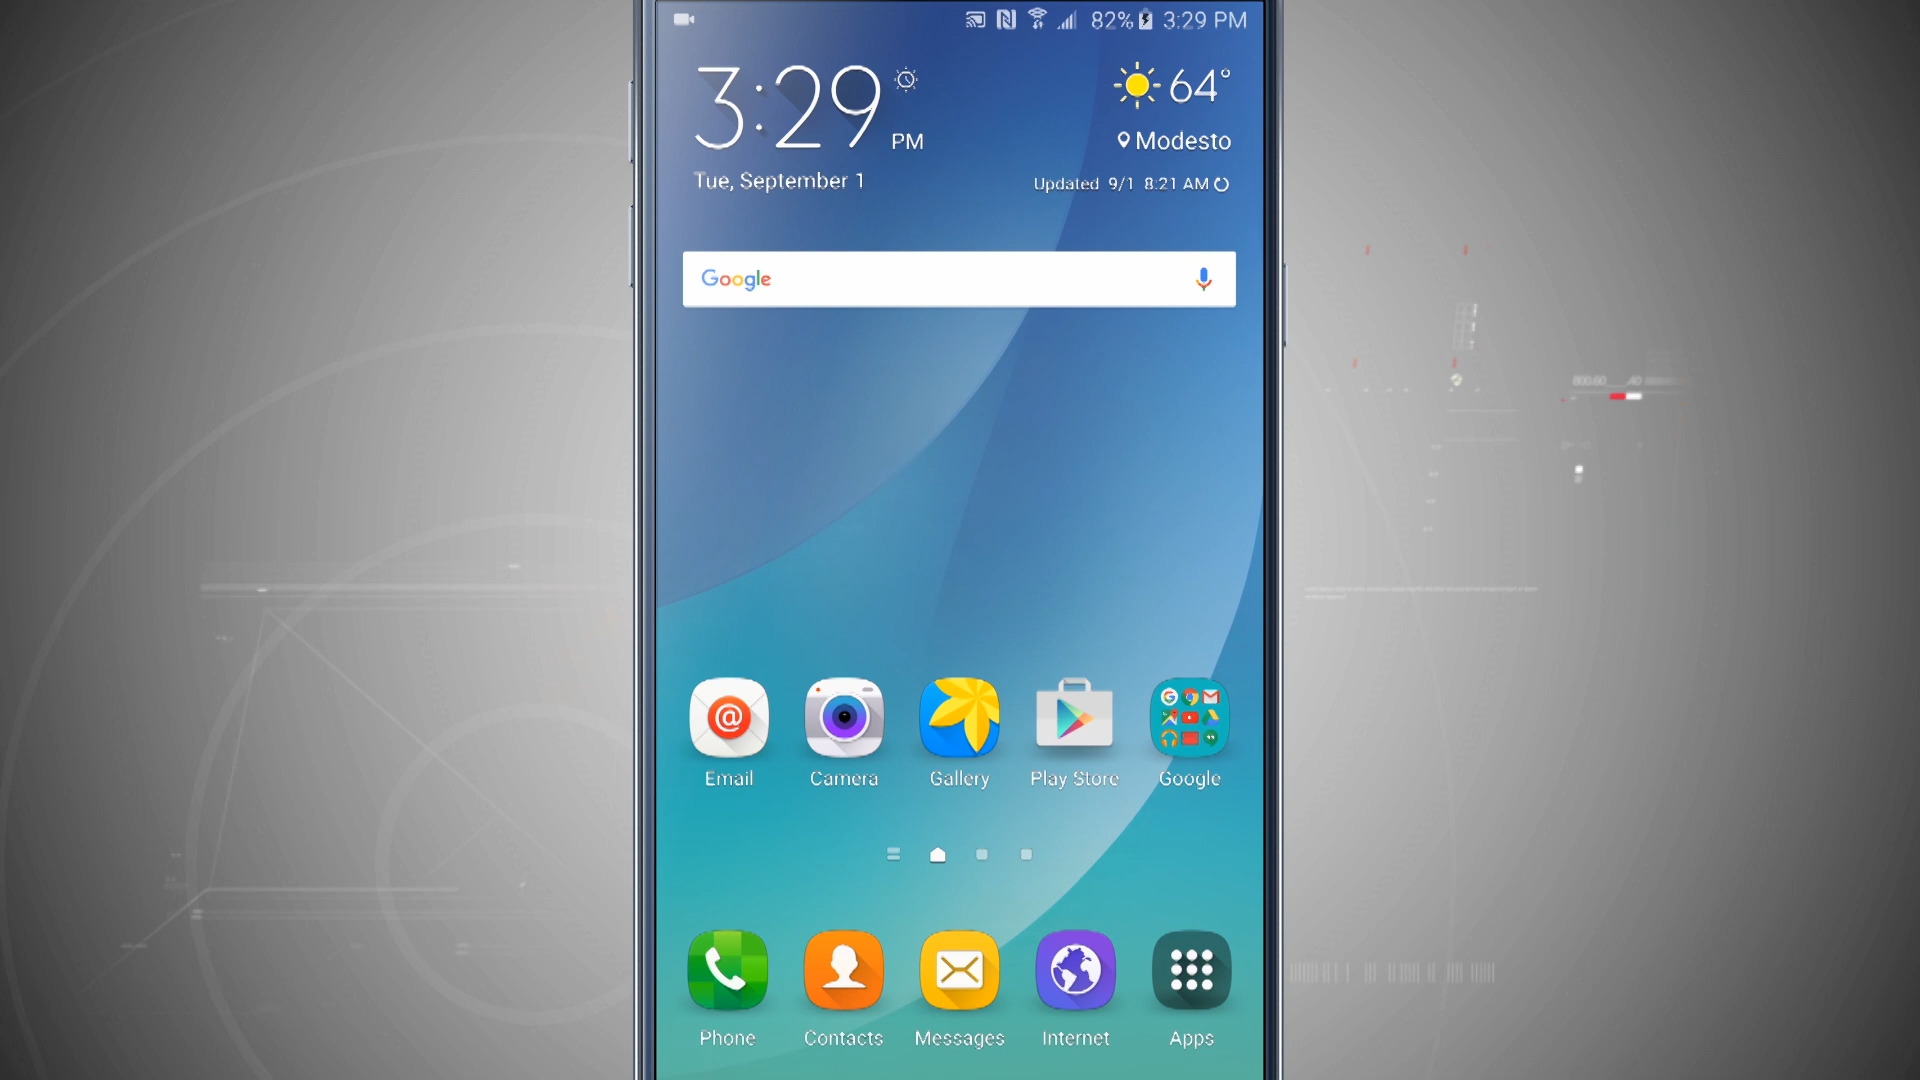 82% 3:29 PM
3:29 PM
64°
Modesto
Tue, September 1
Updated 9/1 8:21 AM
Google
@
Email Camera Gallery Play Store Google
Phone Contacts Messages Internet Apps